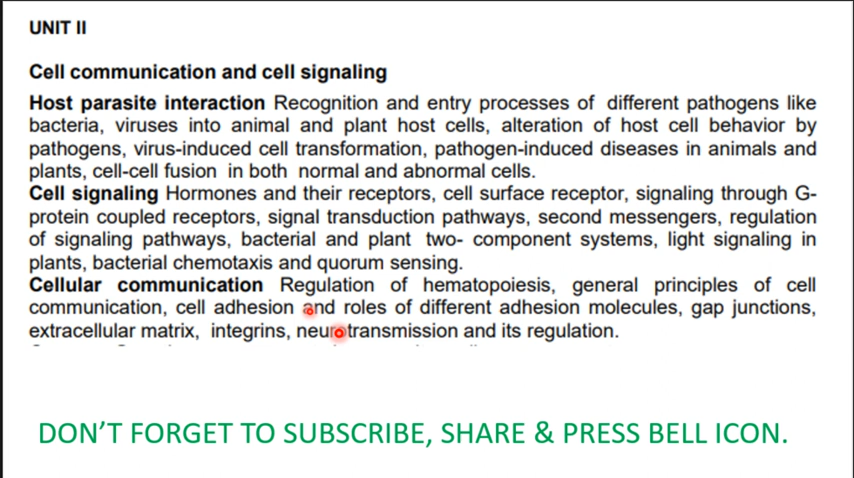 UNIT II
Cell communication and cell signaling
Host parasite interaction Recognition and entry processes of different pathogens like
bacteria, viruses into animal and plant host cells, alteration of host cell behavior by
pathogens, virus-induced cell transformation, pathogen-induced diseases in animals and
plants, cell-cell fusion in both normal and abnormal cells.
Cell signaling Hormones and their receptors, cell surface receptor, signaling through G-
protein coupled receptors, signal transduction pathways, second messengers, regulation
of signaling pathways, bacterial and plant two- component systems, light signaling in
plants, bacterial chemotaxis and quorum sensing.
Cellular communication Regulation of hematopoiesis, general principles of cell
communication, cell adhesion and roles of different adhesion molecules, gap junctions,
extracellular matrix, integrins, neurotransmission and its regulation.
DON'T FORGET TO SUBSCRIBE, SHARE & PRESS BELL ICON.